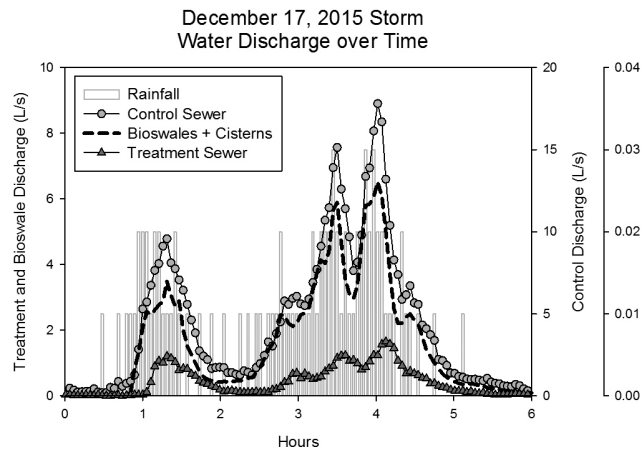 December 17, 2015 Storm
Water Discharge over Time
Rainfall
Control Sewer
Bioswales + Cisterns
Treatment Sewer
Treatment and Bioswale Discharge (L/s)
10
8
6
4
2
0
20
15
10
5
0
Control Discharge (L/s)
0.04
0.03
0.02
0.01
0.00
0 1 2 3 4 5 6
Hours